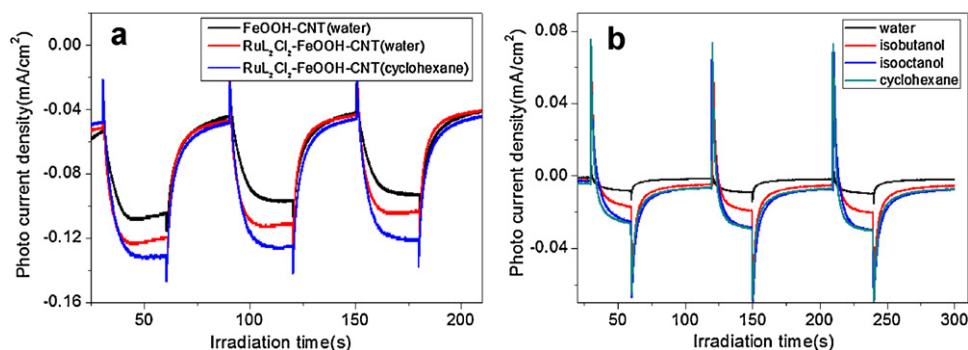 a
FeOOH-CNT(water)
RuL₂Cl₂-FeOOH-CNT(water)
RuL₂Cl₂-FeOOH-CNT(cyclohexane)
Photo current density(mA/cm²)
0.00
-0.04
-0.08
-0.12
-0.16
50
100
150
200
Irradiation time(s)
b
water
isobutanol
isooctanol
cyclohexane
Photo current density(mA/cm²)
0.08
0.04
0.00
-0.04
50
100
150
200
250
300
Irradiation time(s)